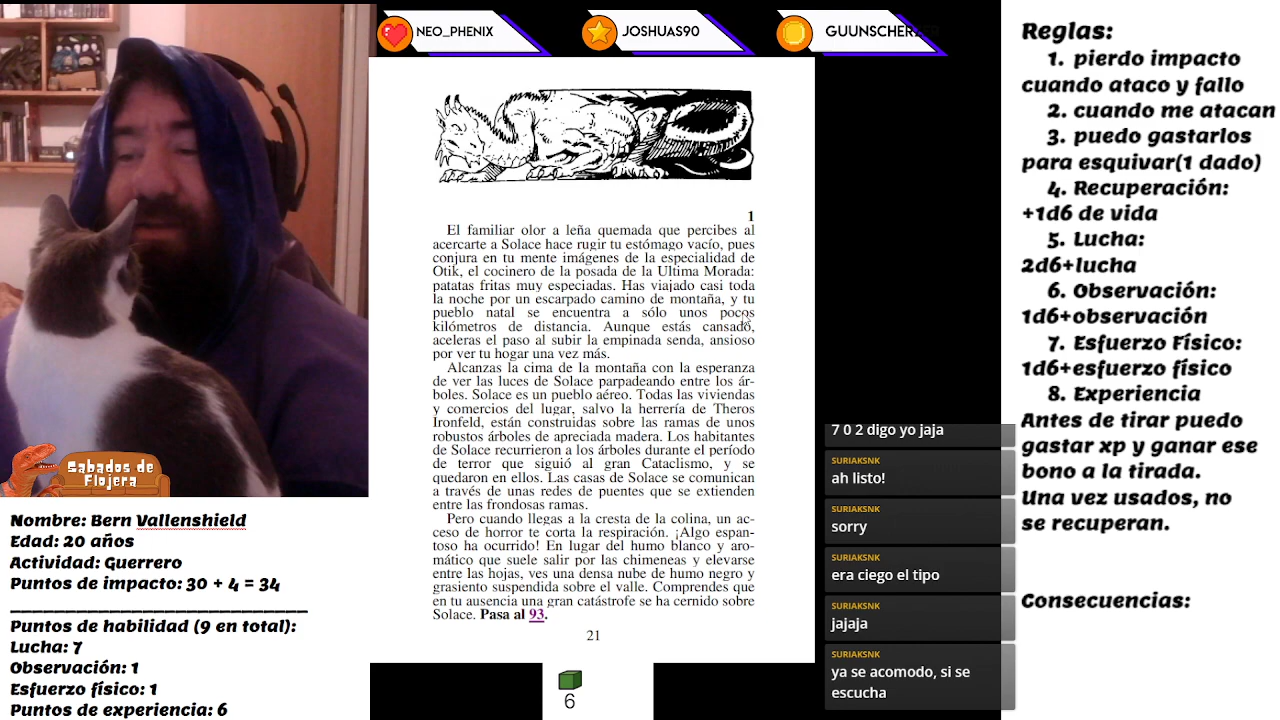 NEO_PHENIX
JOSHUAS90
GUUNSCHER
1
El familiar olor a leña quemada que percibes al
acercarte a Solace hace rugir tu estómago vacío, pues
conjura en tu mente imágenes de la especialidad de
Otik, el cocinero de la posada de la Ultima Morada:
patatas fritas muy especiadas. Has viajado casi toda
la noche por un escarpado camino de montaña, y tu
pueblo natal se encuentra a sólo unos pocos
kilómetros de distancia. Aunque estás cansado,
aceleras el paso al subir la empinada senda, ansioso
por ver tu hogar una vez más.
Alcanzas la cima de la montaña con la esperanza
de ver las luces de Solace parpadeando entre los ár-
boles. Solace es un pueblo aéreo. Todas las viviendas
y comercios del lugar, salvo la herrería de Theros
Ironfeld, están construidas sobre las ramas de unos
robustos árboles de apreciada madera. Los habitantes
de Solace recurrieron a los árboles durante el período
de terror que siguió al gran Cataclismo, y se
quedaron en ellos. Las casas de Solace se comunican
a través de unas redes de puentes que se extienden
entre las frondosas ramas.
Pero cuando llegas a la cresta de la colina, un ac-
ceso de horror te corta la respiración. ¡Algo espan-
toso ha ocurrido! En lugar del humo blanco y aro-
mático que suele salir por las chimeneas y elevarse
entre las hojas, ves una densa nube de humo negro y
grasiento suspendida sobre el valle. Comprendes que
en tu ausencia una gran catástrofe se ha cernido sobre
Solace. Pasa al 93.
21
6
Sabados de
Flojera
Nombre: Bern Vallenshield
Edad: 20 años
Actividad: Guerrero
Puntos de impacto: 30 + 4 = 34
Puntos de habilidad (9 en total):
Lucha: 7
Observación: 1
Esfuerzo físico: 1
Puntos de experiencia: 6
7 0 2 digo yo jaja
SURIAKSNK
ah listo!
SURIAKSNK
sorry
SURIAKSNK
era ciego el tipo
SURIAKSNK
jajaja
SURIAKSNK
ya se acomodo, si se
escucha
Reglas:
1. pierdo impacto
cuando ataco y fallo
2. cuando me atacan
3. puedo gastarlos
para esquivar(1 dado)
4. Recuperación:
+1d6 de vida
5. Lucha:
2d6+lucha
6. Observación:
1d6+observación
7. Esfuerzo Físico:
1d6+esfuerzo físico
8. Experiencia
Antes de tirar puedo
gastar xp y ganar ese
bono a la tirada.
Una vez usados, no
se recuperan.
Consecuencias: